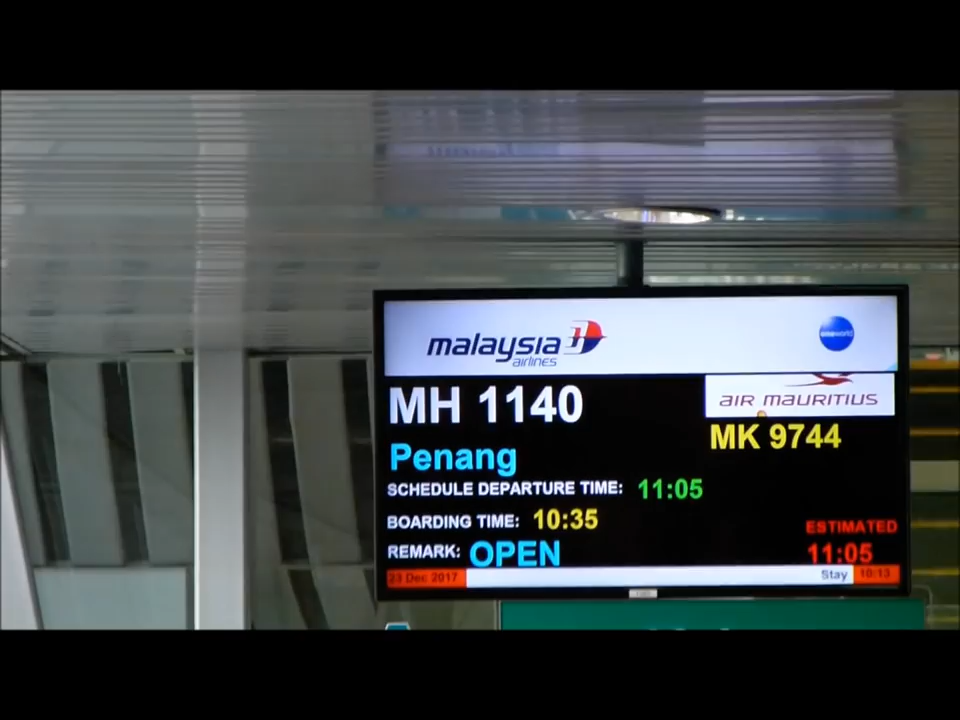 malaysia
airlines
oneworld
MH 1140
AIR MAURITIUS
MK 9744
Penang
SCHEDULE DEPARTURE TIME: 11:05
BOARDING TIME: 10:35
ESTIMATED
REMARK: OPEN
11:05
23 Dec 2017
Stay
10:13